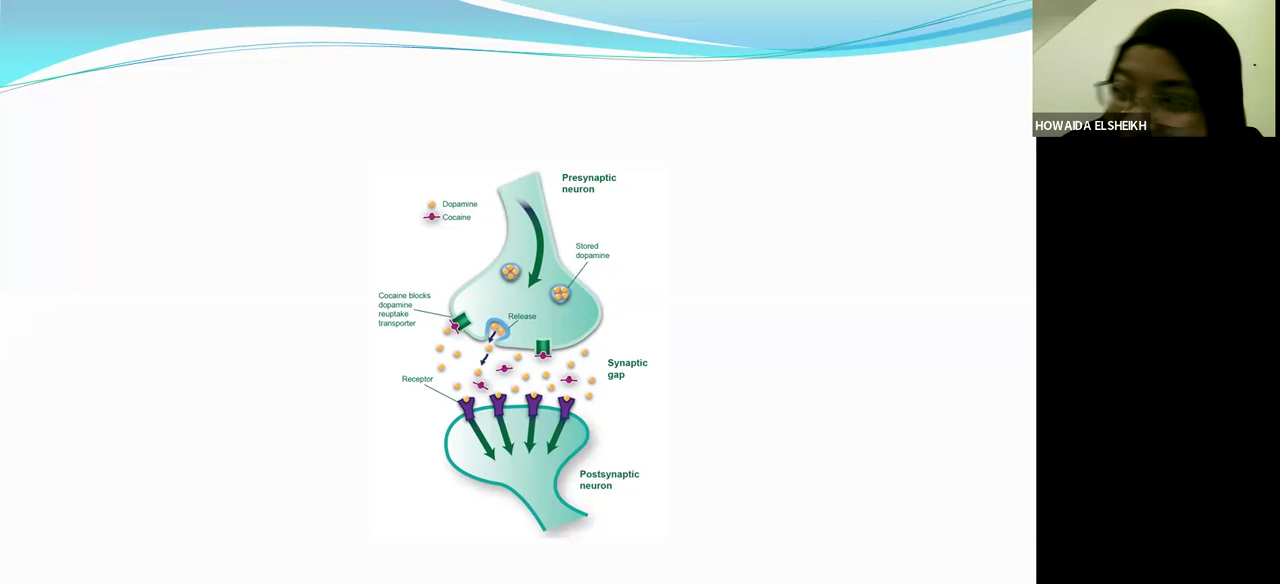 HOWAIDA ELSHEIKH
Presynaptic
neuron
Dopamine
Cocaine
Stored
dopamine
Cocaine blocks
dopamine
reuptake
transporter
Release
Synaptic
gap
Receptor
Postsynaptic
neuron